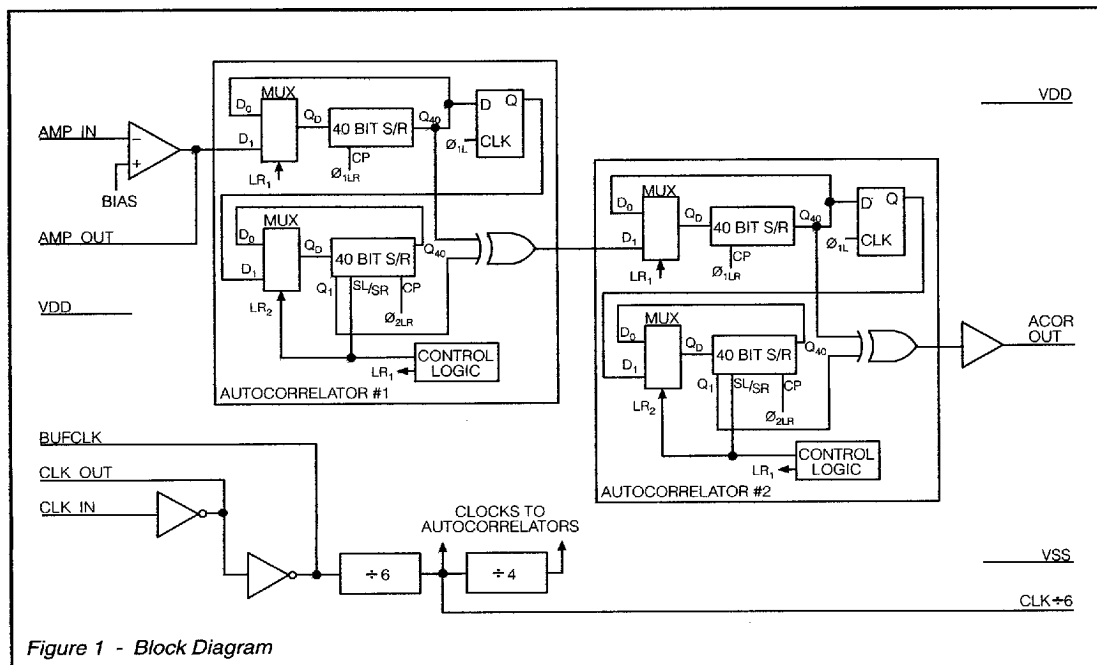 MUX
D₀
Q_D
Q₄₀
D
Q
VDD
AMP IN
−
+
D₁
40 BIT S/R
CLK
Ø₁L
CP
Ø₁LR
BIAS
LR₁
MUX
D₀
Q_D
Q₄₀
D
Q
MUX
AMP OUT
D₀
Q_D
40 BIT S/R
Q₄₀
D₁
40 BIT S/R
CLK
Ø₁L
D₁
Q₁
SL/SR
CP
CP
Ø₁LR
LR₁
VDD
LR₂
Ø₂LR
MUX
ACOR
OUT
LR₁
CONTROL
LOGIC
D₀
Q_D
40 BIT S/R
Q₄₀
D₁
Q₁
SL/SR
CP
AUTOCORRELATOR #1
LR₂
Ø₂LR
BUFCLK
CONTROL
LOGIC
LR₁
CLK OUT
CLK IN
CLOCKS TO
AUTOCORRELATORS
AUTOCORRELATOR #2
÷6
÷4
VSS
CLK÷6
Figure 1 - Block Diagram